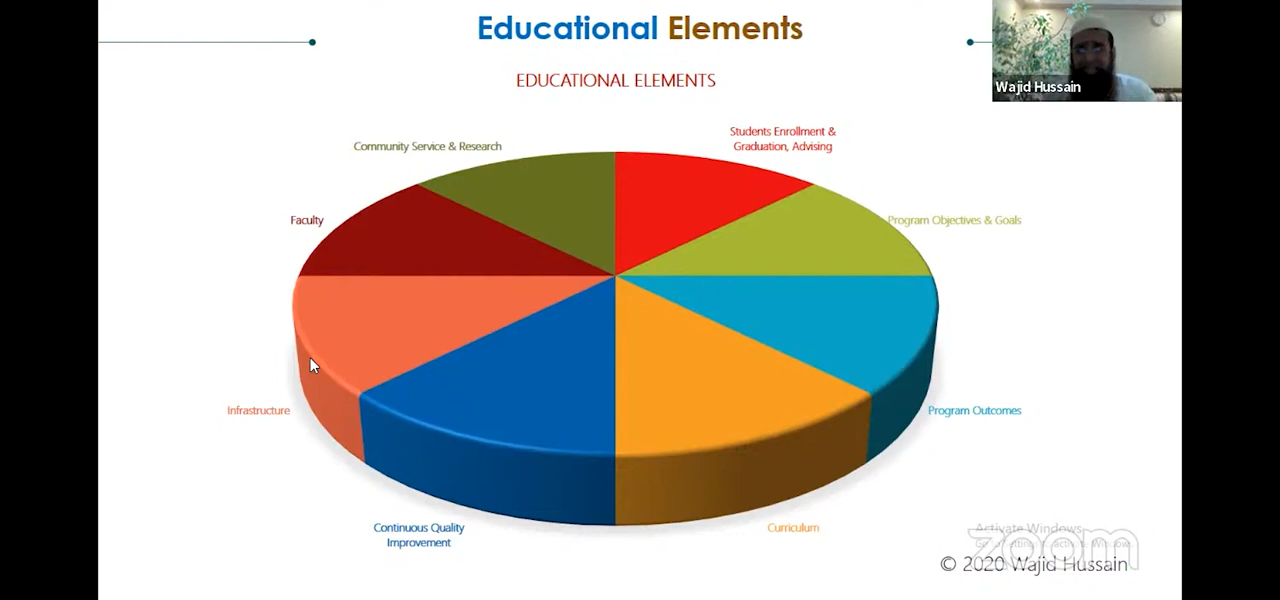 Educational Elements
EDUCATIONAL ELEMENTS
Wajid Hussain
Students Enrollment &
Graduation, Advising
Community Service & Research
Faculty
Program Objectives & Goals
Infrastructure
Program Outcomes
Continuous Quality
Improvement
Curriculum
Activate Windows
zoom
© 2020 Wajid Hussain